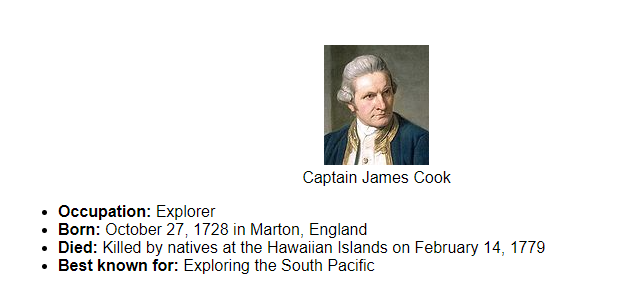 Captain James Cook
• Occupation: Explorer
• Born: October 27, 1728 in Marton, England
• Died: Killed by natives at the Hawaiian Islands on February 14, 1779
• Best known for: Exploring the South Pacific